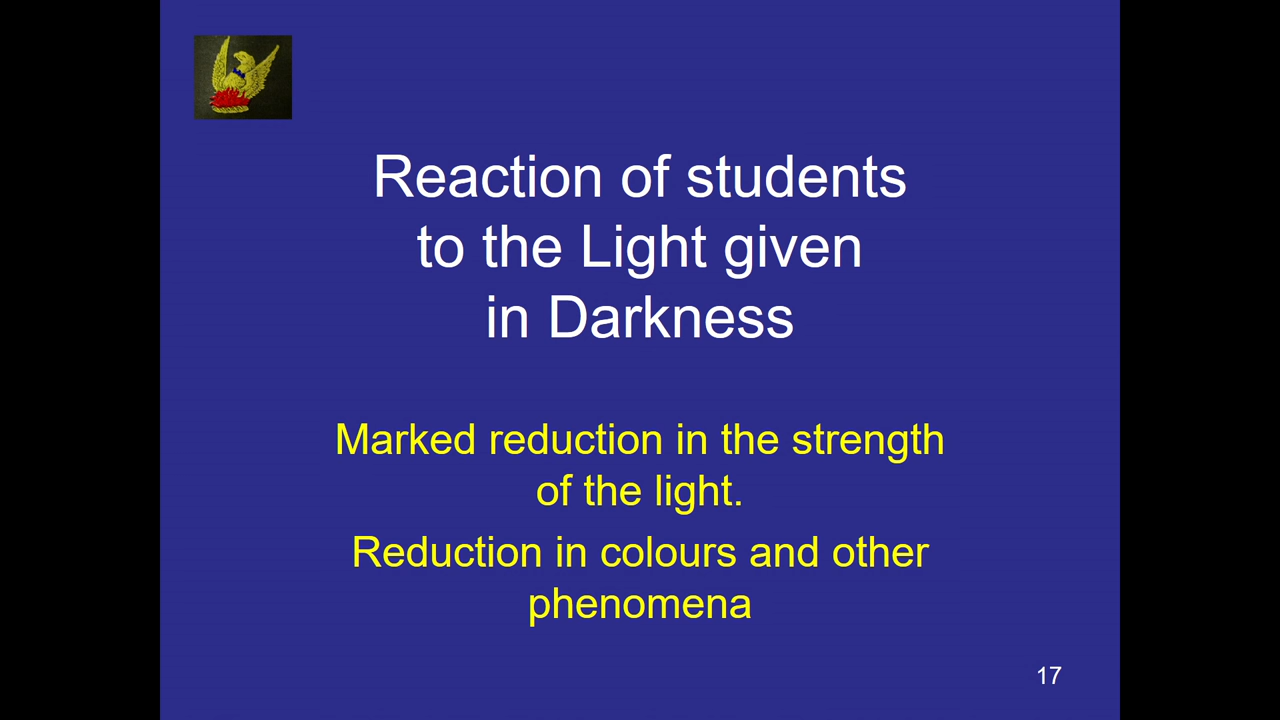 Reaction of students
to the Light given
in Darkness
Marked reduction in the strength
of the light.
Reduction in colours and other
phenomena
17